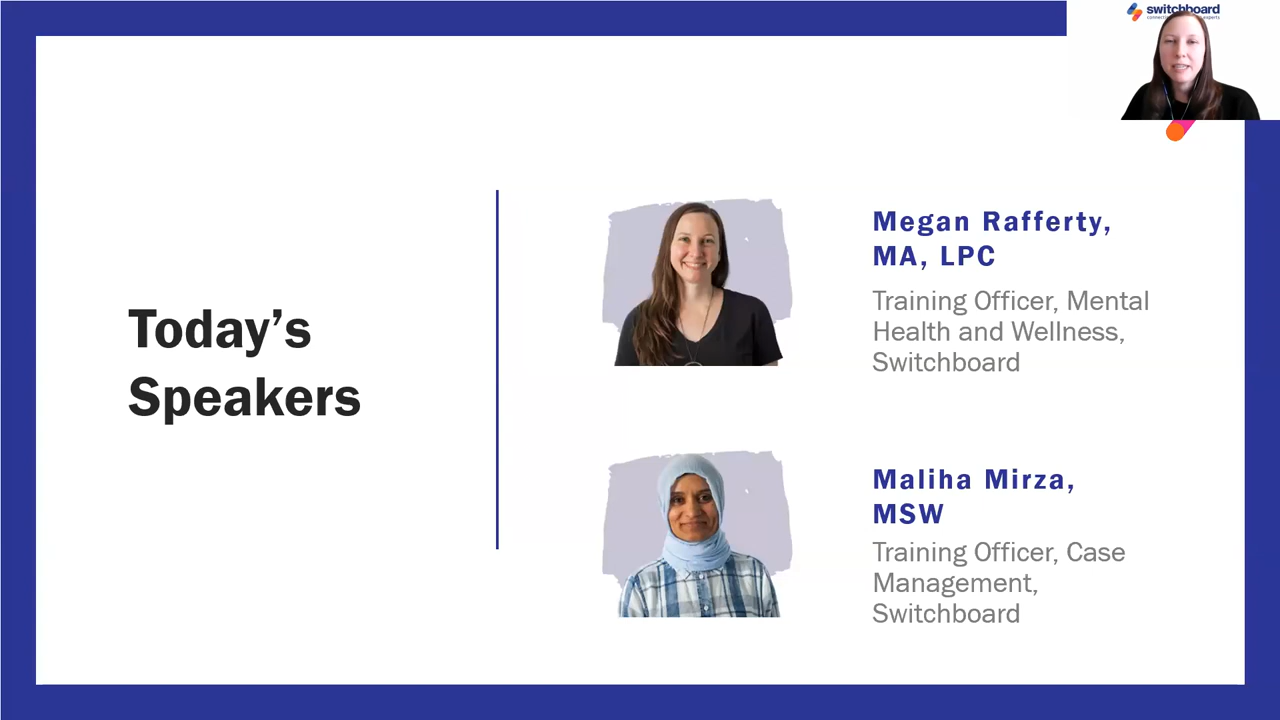 switchboard
Today’s
Speakers
Megan Rafferty,
MA, LPC
Training Officer, Mental
Health and Wellness,
Switchboard
Maliha Mirza,
MSW
Training Officer, Case
Management,
Switchboard